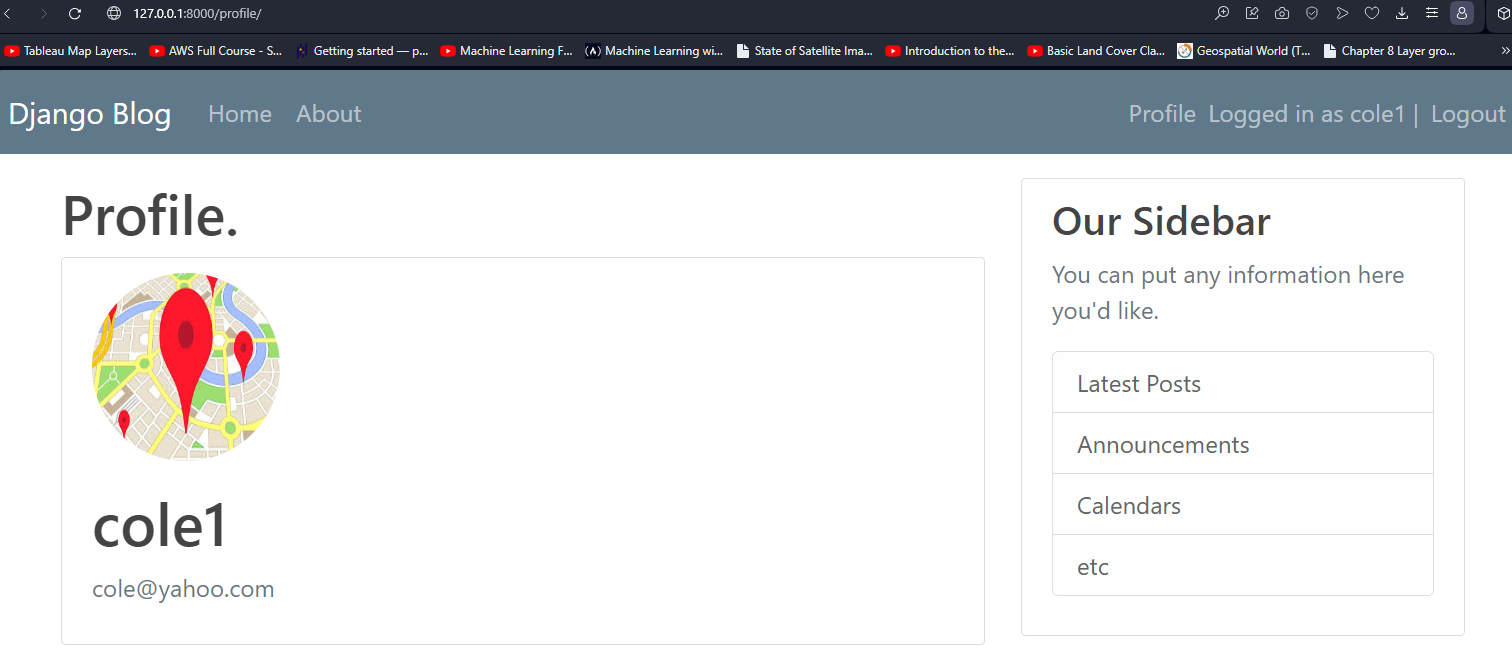 127.0.0.1:8000/profile/
Tableau Map Layers... AWS Full Course - S... Getting started — p... Machine Learning F... Machine Learning wi... State of Satellite Ima... Introduction to the... Basic Land Cover Cla... Geospatial World (T... Chapter 8 Layer gro...
Django Blog Home About Profile Logged in as cole1 | Logout
Profile.
cole1
cole@yahoo.com
Our Sidebar
You can put any information here
you'd like.
Latest Posts
Announcements
Calendars
etc